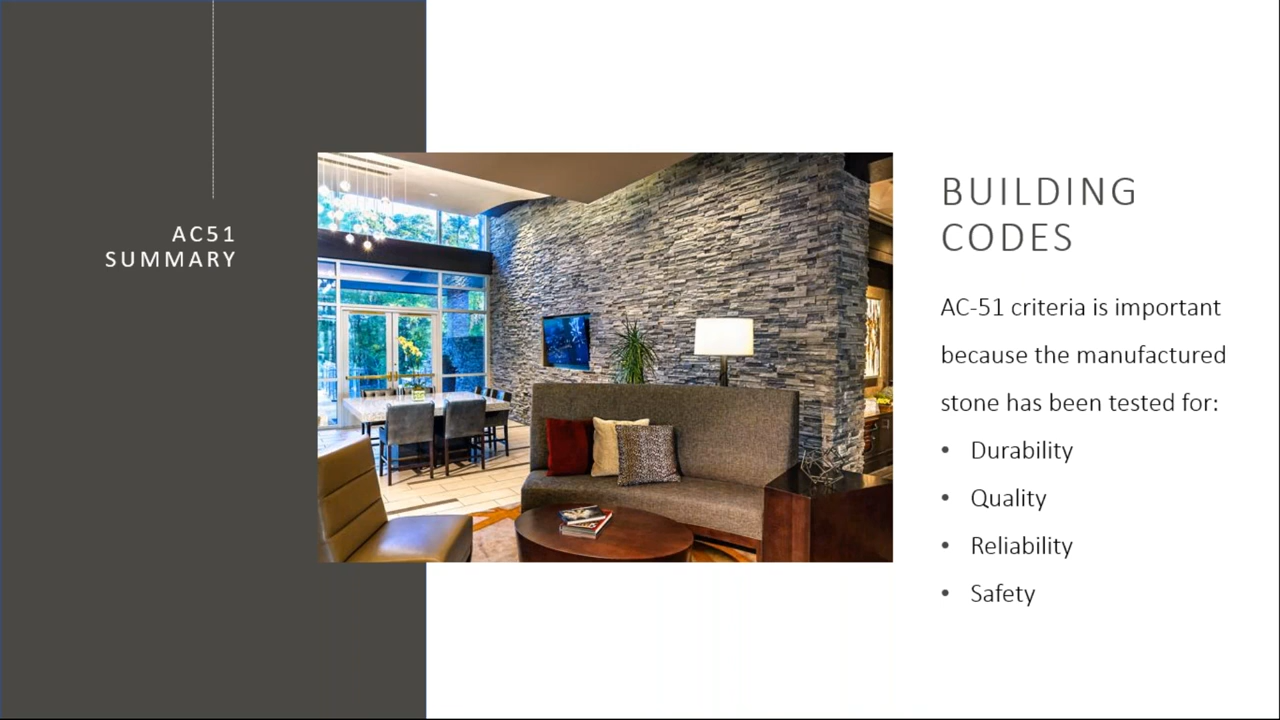 AC51
SUMMARY
BUILDING
CODES
AC-51 criteria is important
because the manufactured
stone has been tested for:
• Durability
• Quality
• Reliability
• Safety